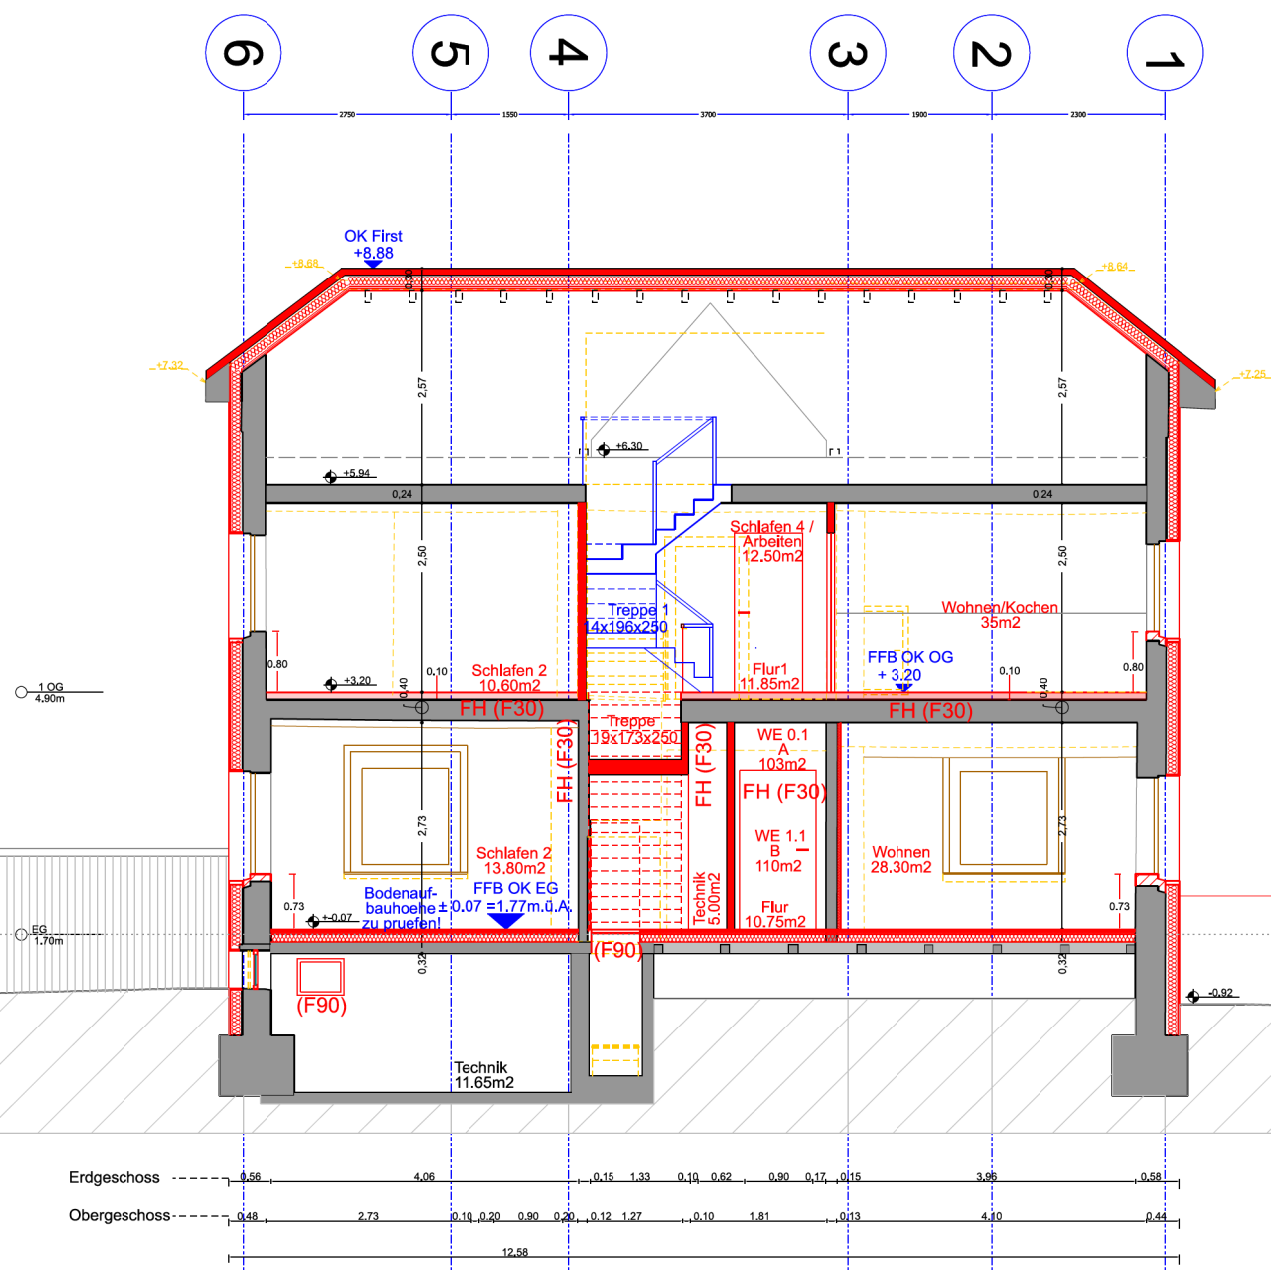 6
5
4
3
2
1
2750
1550
3700
1900
2300
OK First
+8.88
+8.68
+8.64
0,30
0,30
+7.32
+7.25
2,57
2,57
+6.30
+5.94
0,24
0 24
Schlafen 4 /
Arbeiten
12.50m2
2,50
2,50
Treppe 1
14x196x250
Wohnen/Kochen
35m2
0.80
Schlafen 2
10.60m2
Flur1
11.85m2
FFB OK OG
+ 3.20
0.80
1 OG
4,90m
+3.20
0,40
0.10
0.10
0,40
FH (F30)
FH (F30)
Treppe
19x173x250
FH (F30)
FH (F30)
WE 0.1
A
103m2
FH (F30)
2,73
2,73
WE 1.1
B
110m2
Schlafen 2
13.80m2
Wohnen
28.30m2
Bodenauf-
bauhoehe
zu pruefen!
FFB OK EG
± 0.07 =1.77m.ü.A.
Technik
5.00m2
Flur
10.75m2
0.73
0.73
+-0.07
EG
1.70m
(F90)
0,32
0,32
(F90)
-0.92
Technik
11.65m2
Erdgeschoss
0,56
4,06
0,15
1,33
0,10
0,62
0,90
0,17
0,15
3,96
0,58
Obergeschoss
0,48
2,73
0,10
0,20
0,90
0,20
0,12
1,27
0,10
1,81
0,13
4,10
0,44
12,58